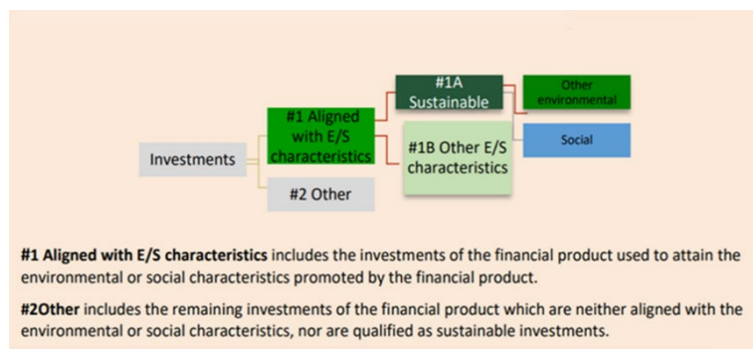 #1A
Sustainable
Other
environmental
#1 Aligned
with E/S
characteristics
Social
Investments
#1B Other E/S
characteristics
#2 Other
#1 Aligned with E/S characteristics includes the investments of the financial product used to attain the
environmental or social characteristics promoted by the financial product.
#2Other includes the remaining investments of the financial product which are neither aligned with the
environmental or social characteristics, nor are qualified as sustainable investments.